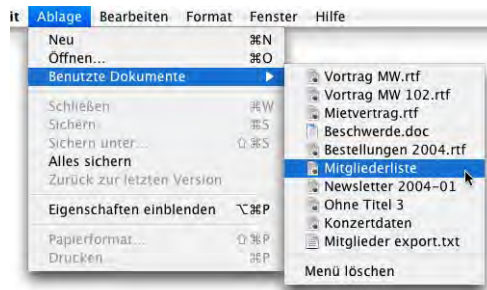 it Ablage Bearbeiten Format Fenster Hilfe
Neu ⌘N
Öffnen... ⌘O
Benutzte Dokumente
Schließen ⌘W
Sichern ⌘S
Sichern unter... ⇧⌘S
Alles sichern
Zurück zur letzten Version
Eigenschaften einblenden ⌥⌘P
Papierformat... ⇧⌘P
Drucken ⌘P
Vortrag MW.rtf
Vortrag MW 102.rtf
Mietvertrag.rtf
Beschwerde.doc
Bestellungen 2004.rtf
Mitgliederliste
Newsletter 2004-01
Ohne Titel 3
Konzertdaten
Mitglieder export.txt
Menü löschen